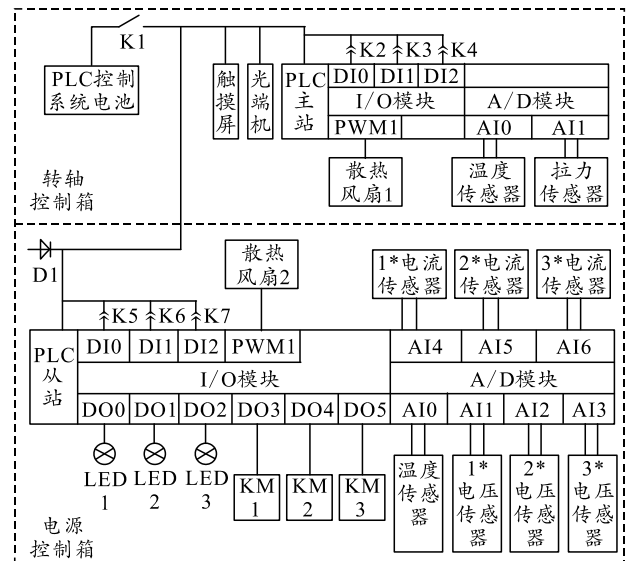 K1
K2
K3
K4
PLC控制
系统电池
触摸屏
光端机
PLC
主站
DI0
DI1
DI2
I/O模块
A/D模块
PWM1
AI0
AI1
散热
风扇1
温度
传感器
拉力
传感器
转轴
控制箱
D1
散热
风扇2
1*电流
传感器
2*电流
传感器
3*电流
传感器
K5
K6
K7
PLC
从站
DI0
DI1
DI2
PWM1
AI4
AI5
AI6
I/O模块
A/D模块
DO0
DO1
DO2
DO3
DO4
DO5
AI0
AI1
AI2
AI3
LED
1
LED
2
LED
3
KM
1
KM
2
KM
3
温度传感器
1*
电压传感器
2*
电压传感器
3*
电压传感器
电源
控制箱